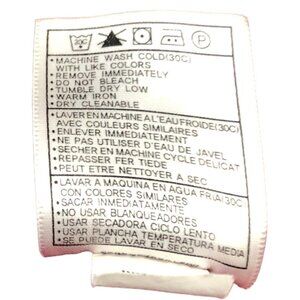 P
• MACHINE WASH COLD(30C)
WITH LIKE COLORS
• REMOVE IMMEDIATELY
• DO NOT BLEACH
• TUMBLE DRY LOW
• WARM IRON
DRY CLEANABLE
LAVER EN MACHINE A L'EAU FROIDE(30C)
AVEC COULEURS SIMILAIRES
• ENLEVER IMMEDIATEMENT
• NE PAS UTILISER D'EAU DE JAVEL
• SECHER EN MACHINE CYCLE DELICAT
• REPASSER FER TIEDE
• PEUT ETRE NETTOYER A SEC
• LAVAR A MAQUINA EN AGUA FRIA(30C)
CON COLORES SIMILARES
• SACAR INMEDIATAMENTE
• NO USAR BLANQUEADORES
• USAR SECADORA CICLO LENTO
• USAR PLANCHA TEMPERATURA MEDIA
• SE PUEDE LAVAR EN SECO